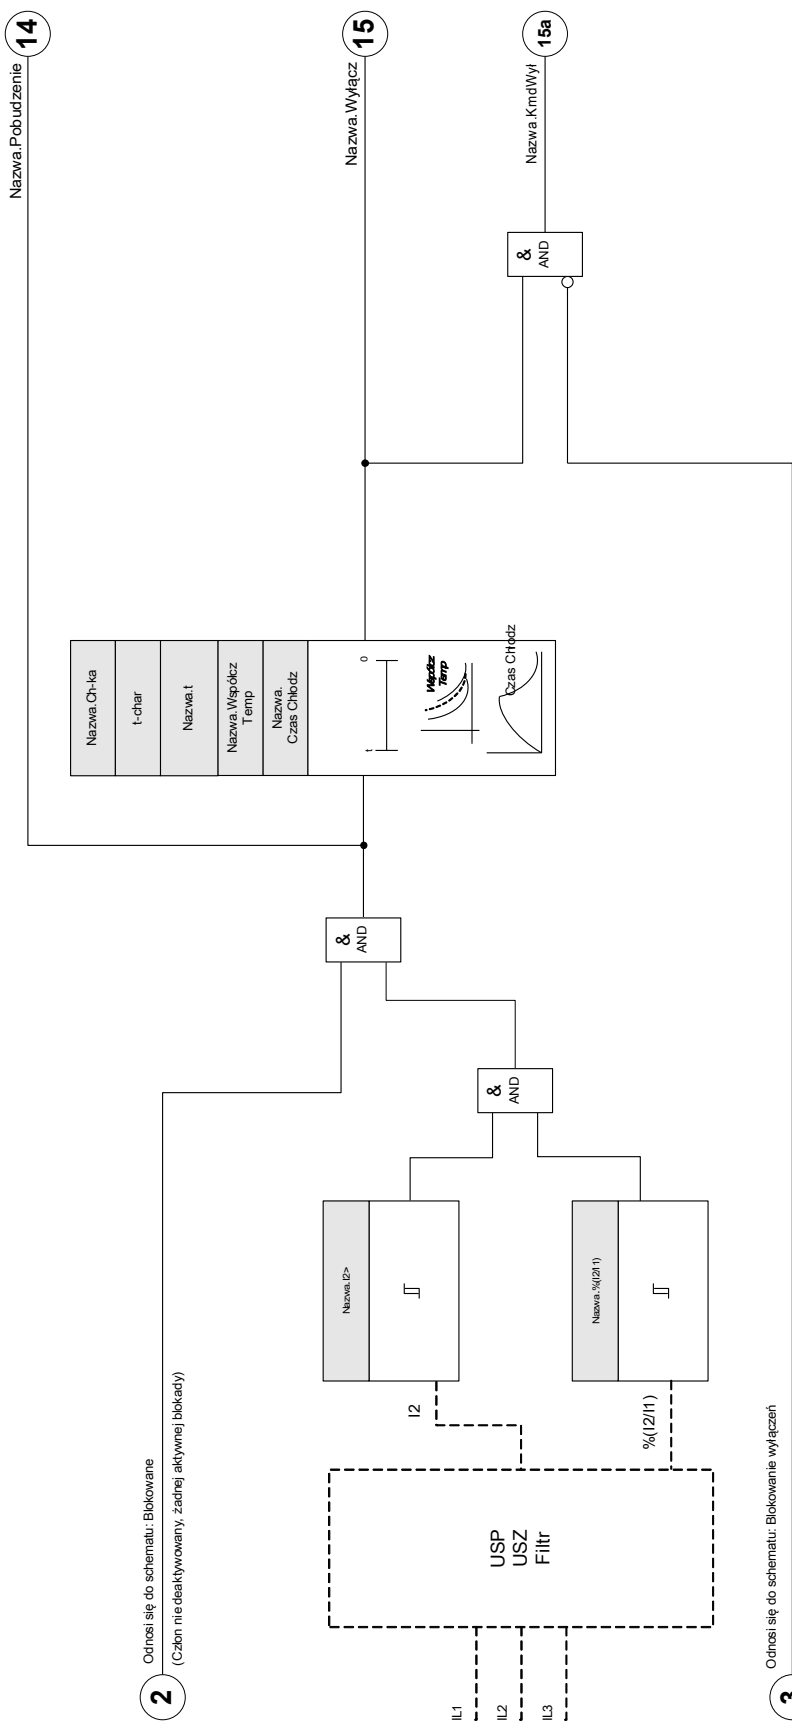 14
Nazwa.Pobudzenie
15
Nazwa.Wyłącz
15a
Nazwa.KmdWył
&
AND
Nazwa.Ch-ka
t-char
Nazwa.t
Nazwa.Współcz
Temp
Nazwa.
Czas Chłodz
t
0
Współcz
Temp
Czas Chłodz
&
AND
&
AND
Nazwa.I2>
Nazwa.%(I2/I1)
I2
%(I2/I1)
USP
USZ
Filtr
IL1
IL2
IL3
2
Odnosi się do schematu: Blokowane
(Człon nie deaktywowany, żadnej aktywnej blokady)
3
Odnosi się do schematu: Blokowanie wyłączeń